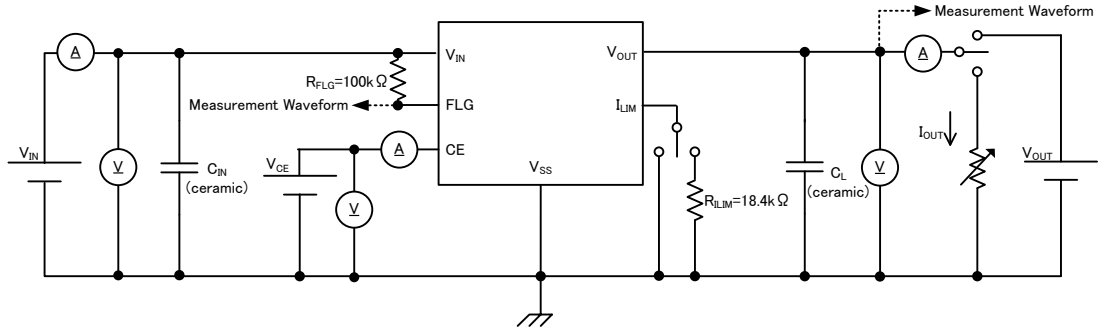 Measurement Waveform
A
A
V_IN
V_OUT
R_FLG=100kΩ
Measurement Waveform
FLG
I_LIM
I_OUT
V_IN
V
C_IN
(ceramic)
V_CE
A
CE
V_SS
V
R_ILIM=18.4kΩ
C_L
(ceramic)
V
V_OUT